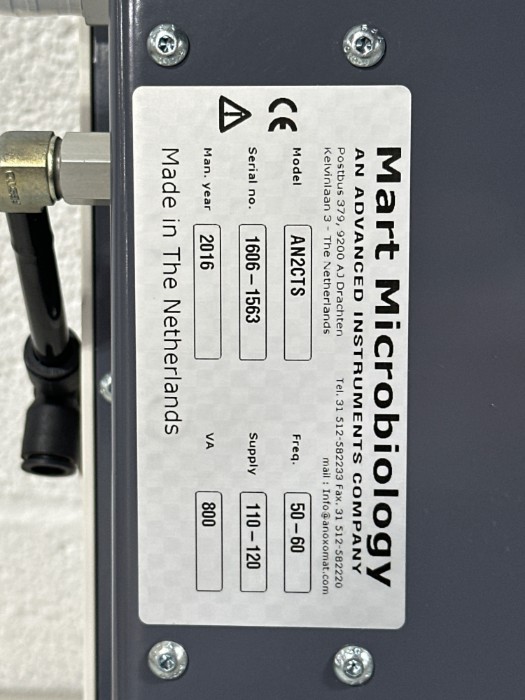 Mart Microbiology
AN ADVANCED INSTRUMENTS COMPANY
Postbus 379, 9200 AJ Drachten Tel. 31 512-582233 Fax. 31 512-582220
Kelvinlaan 3 - The Netherlands mail : Info@anoxomat.com
CE
Model AN2CTS Freq. 50-60
Serial no. 1606-1563 Supply 110-120
Man. year 2016 VA 800
Made in The Netherlands